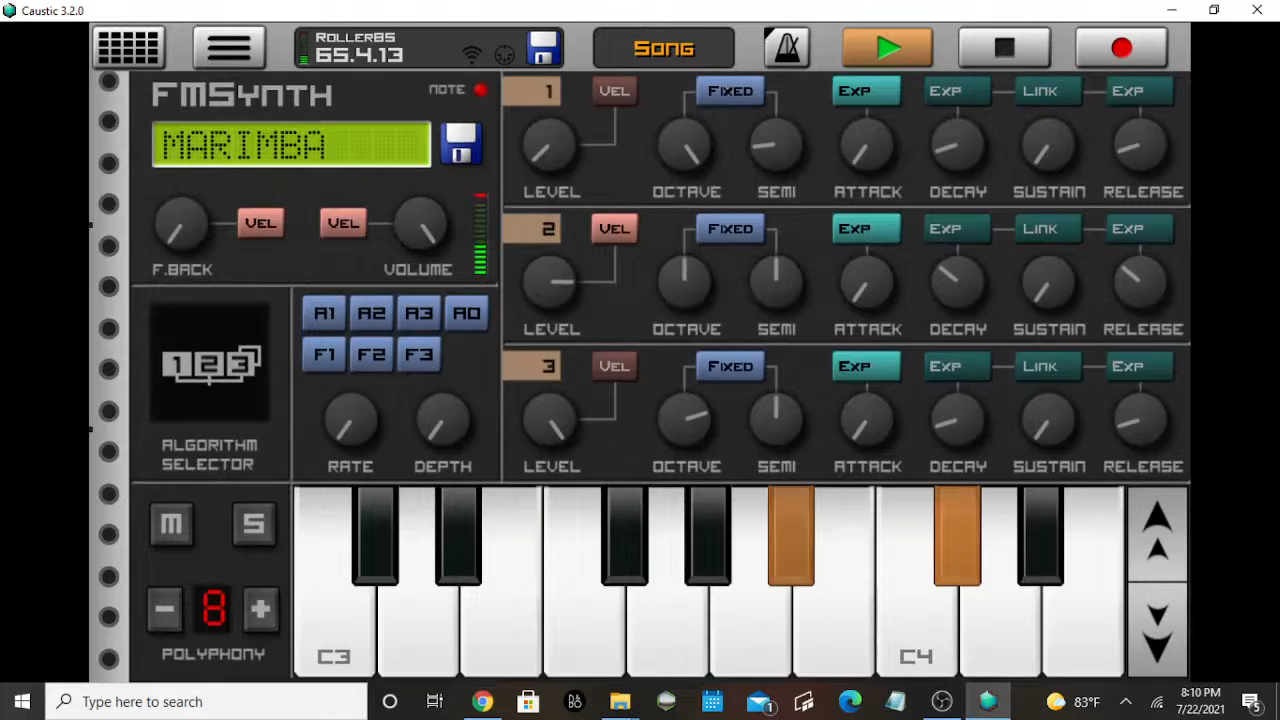 Caustic 3.2.0
RollerBS
65.4.13
Song
FMSynth
NOTE
MARIMBA
VEL
VEL
F.BACK
VOLUME
A1 A2 A3 AO
F1 F2 F3
123
ALGORITHM
SELECTOR
RATE
DEPTH
1 VEL FIXED EXP EXP LINK EXP
LEVEL OCTAVE SEMI ATTACK DECAY SUSTAIN RELEASE
2 VEL FIXED EXP EXP LINK EXP
LEVEL OCTAVE SEMI ATTACK DECAY SUSTAIN RELEASE
3 VEL FIXED EXP EXP LINK EXP
LEVEL OCTAVE SEMI ATTACK DECAY SUSTAIN RELEASE
M S
- 8 +
POLYPHONY
C3
C4
Type here to search
1
83°F
8:10 PM
7/22/2021
5